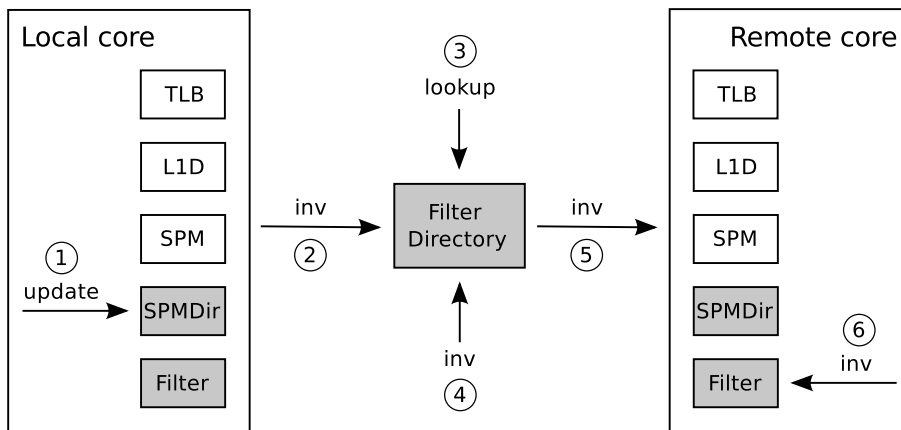 Local core
TLB
L1D
SPM
1
update
SPMDir
Filter
inv
2
3
lookup
Filter
Directory
inv
4
inv
5
Remote core
TLB
L1D
SPM
SPMDir
6
inv
Filter